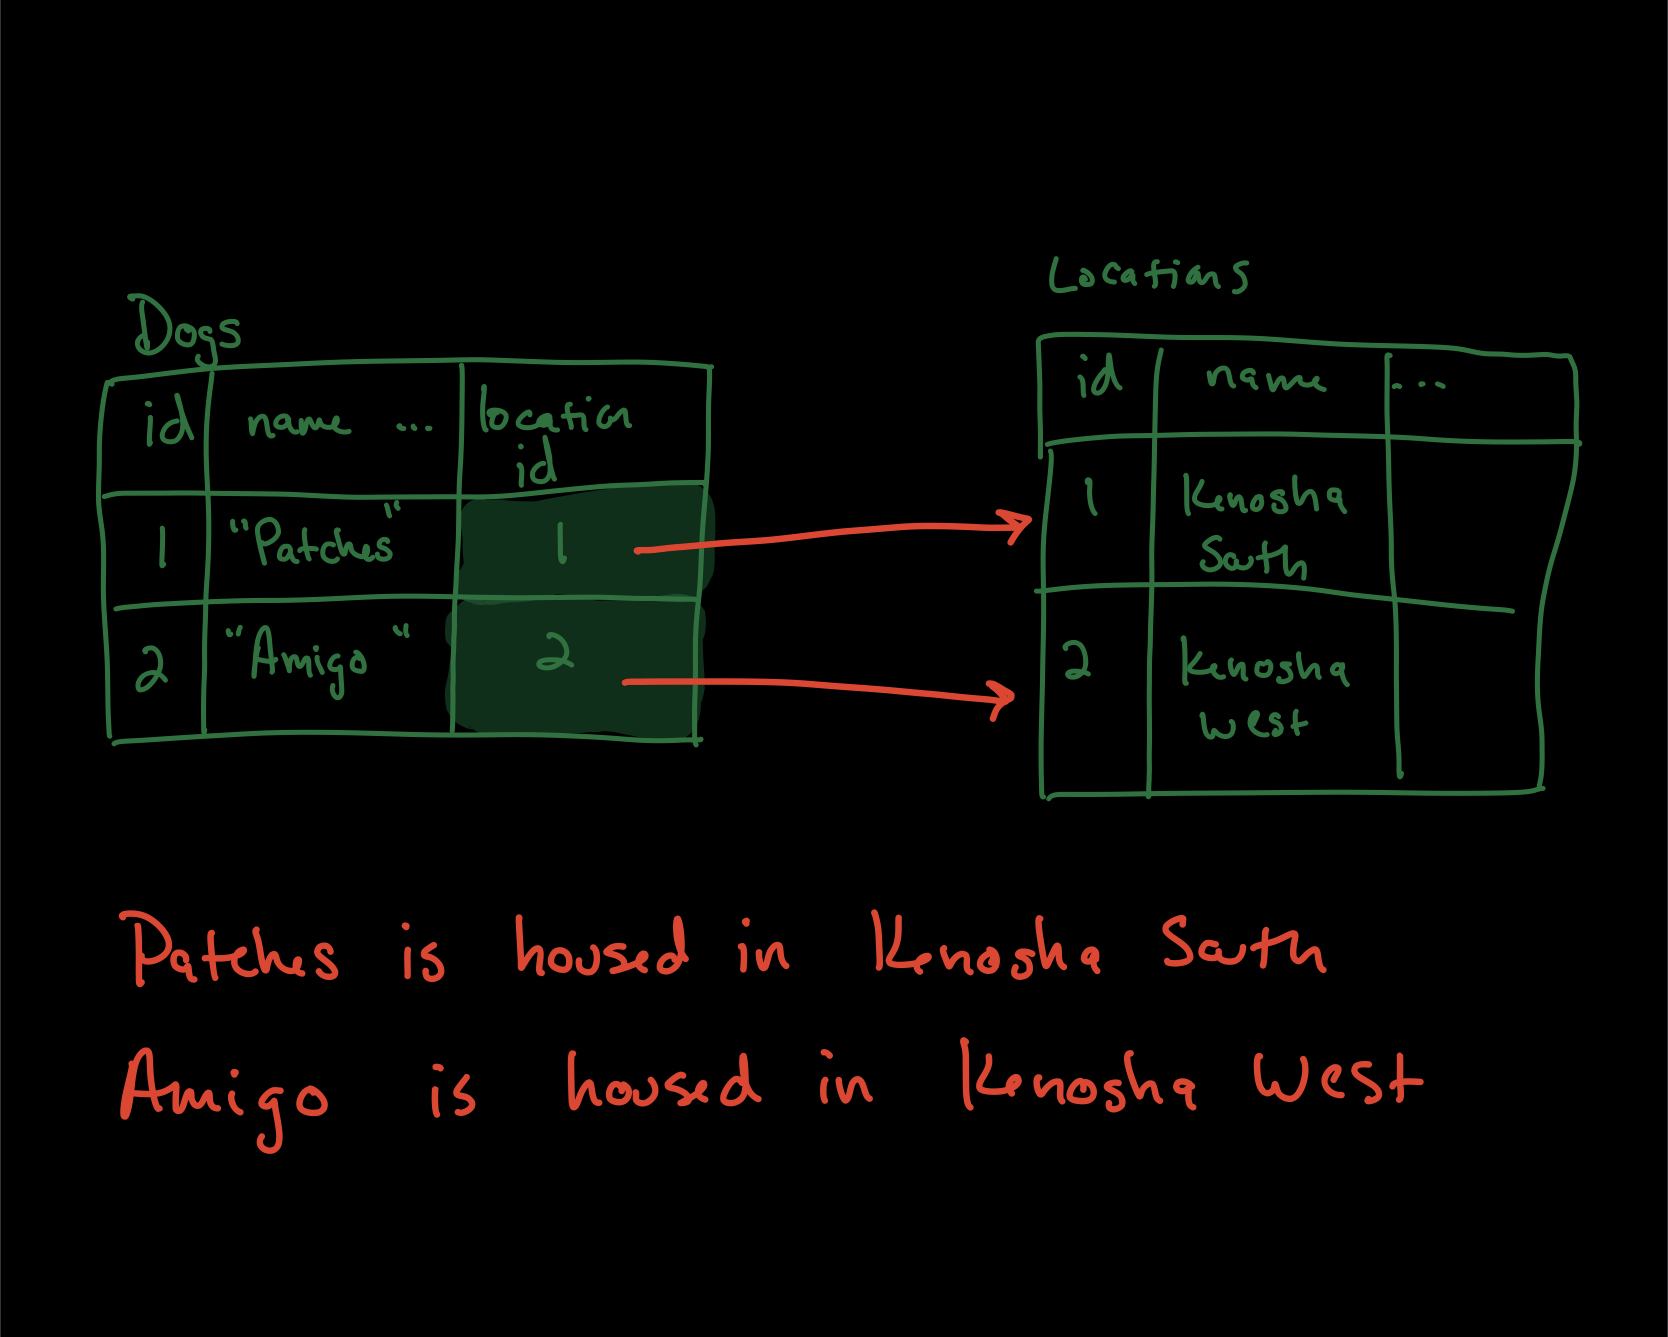 Dogs
id name ... location
id
1 "Patches" 1
2 "Amigo" 2
Locations
id name ...
1 Kenosha
South
2 Kenosha
West
Patches is housed in Kenosha South
Amigo is housed in Kenosha West